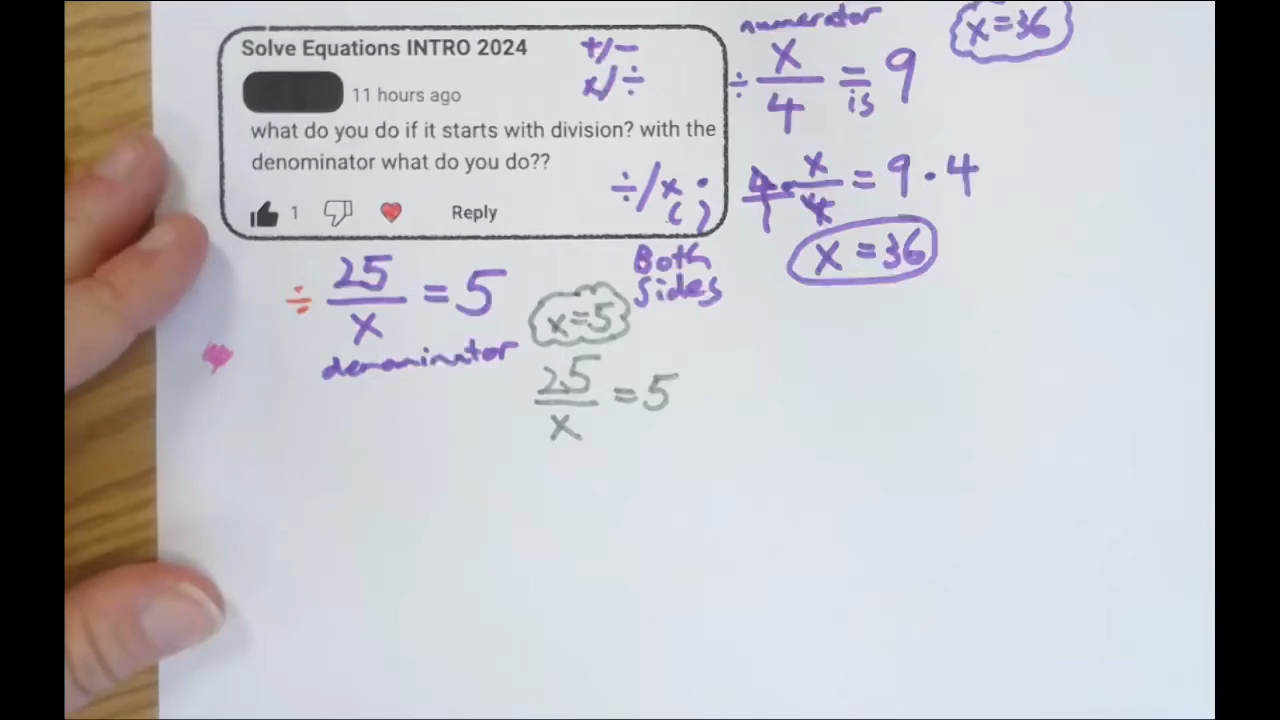 Solve Equations INTRO 2024
11 hours ago
what do you do if it starts with division? with the
denominator what do you do??
1
Reply
+/−
x/÷
÷/x •
( )
Both
Sides
numerator
÷ x/4 = 9
is
x=36
4/1 • x/4 = 9 • 4
x = 36
÷ 25/x = 5
denominator
x=5
25/x = 5